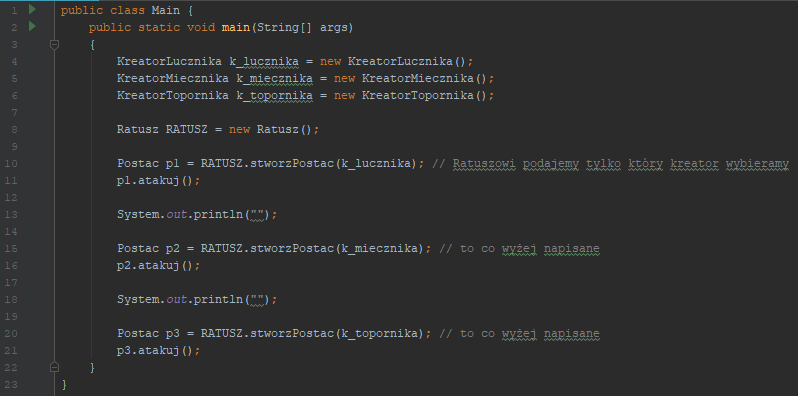 1 public class Main {
2 public static void main(String[] args)
3 {
4 KreatorLucznika k_lucznika = new KreatorLucznika();
5 KreatorMiecznika k_miecznika = new KreatorMiecznika();
6 KreatorTopornika k_topornika = new KreatorTopornika();
7
8 Ratusz RATUSZ = new Ratusz();
9
10 Postac p1 = RATUSZ.stworzPostac(k_lucznika); // Ratuszowi podajemy tylko który kreator wybieramy
11 p1.atakuj();
12
13 System.out.println("");
14
15 Postac p2 = RATUSZ.stworzPostac(k_miecznika); // to co wyżej napisane
16 p2.atakuj();
17
18 System.out.println("");
19
20 Postac p3 = RATUSZ.stworzPostac(k_topornika); // to co wyżej napisane
21 p3.atakuj();
22 }
23 }